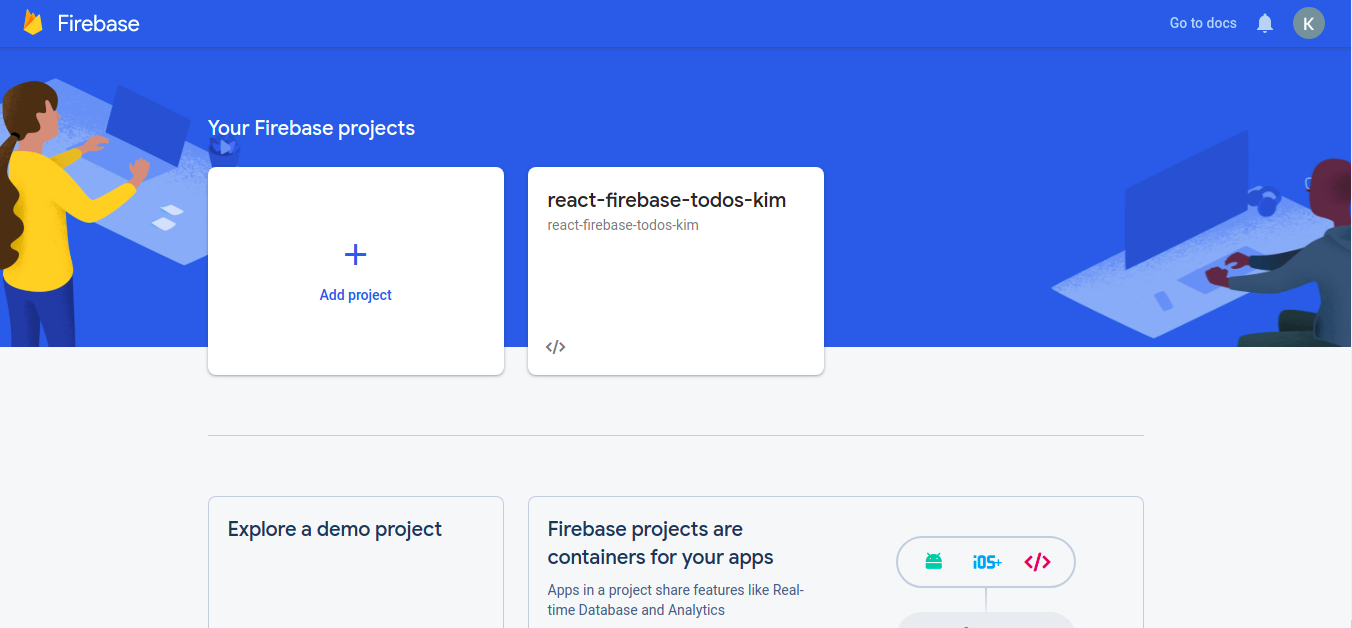 Firebase
Go to docs
K
Your Firebase projects
Add project
react-firebase-todos-kim
react-firebase-todos-kim
</>
Explore a demo project
Firebase projects are
containers for your apps
Apps in a project share features like Real-
time Database and Analytics
iOS+
</>